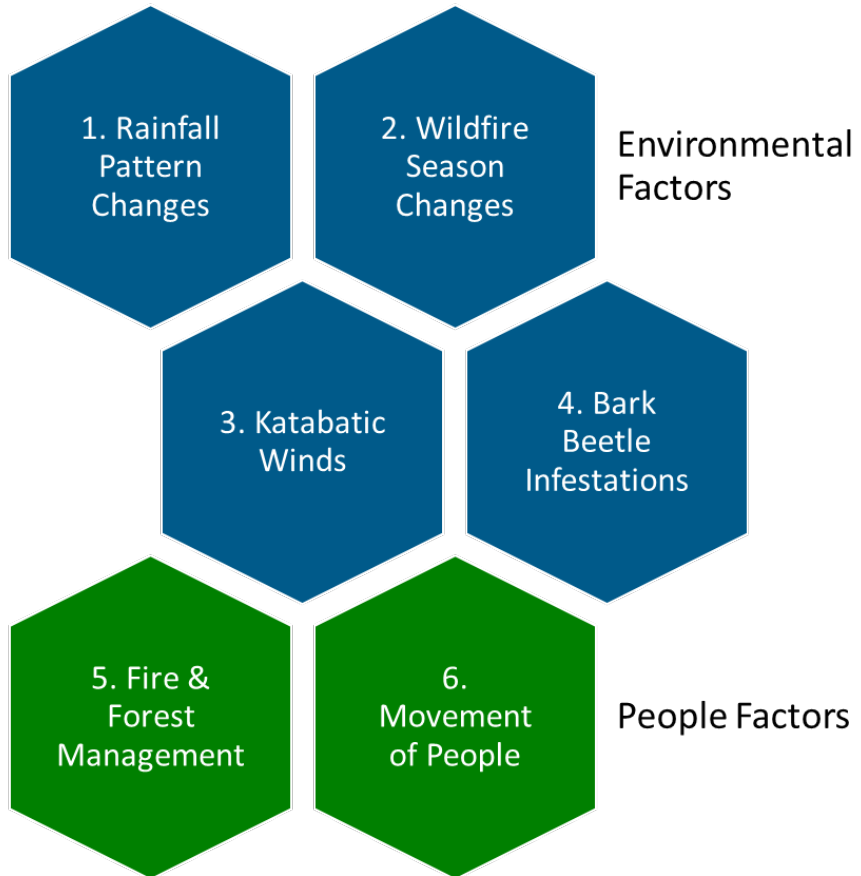 1. Rainfall
Pattern
Changes
2. Wildfire
Season
Changes
Environmental
Factors
3. Katabatic
Winds
4. Bark
Beetle
Infestations
5. Fire &
Forest
Management
6.
Movement
of People
People Factors